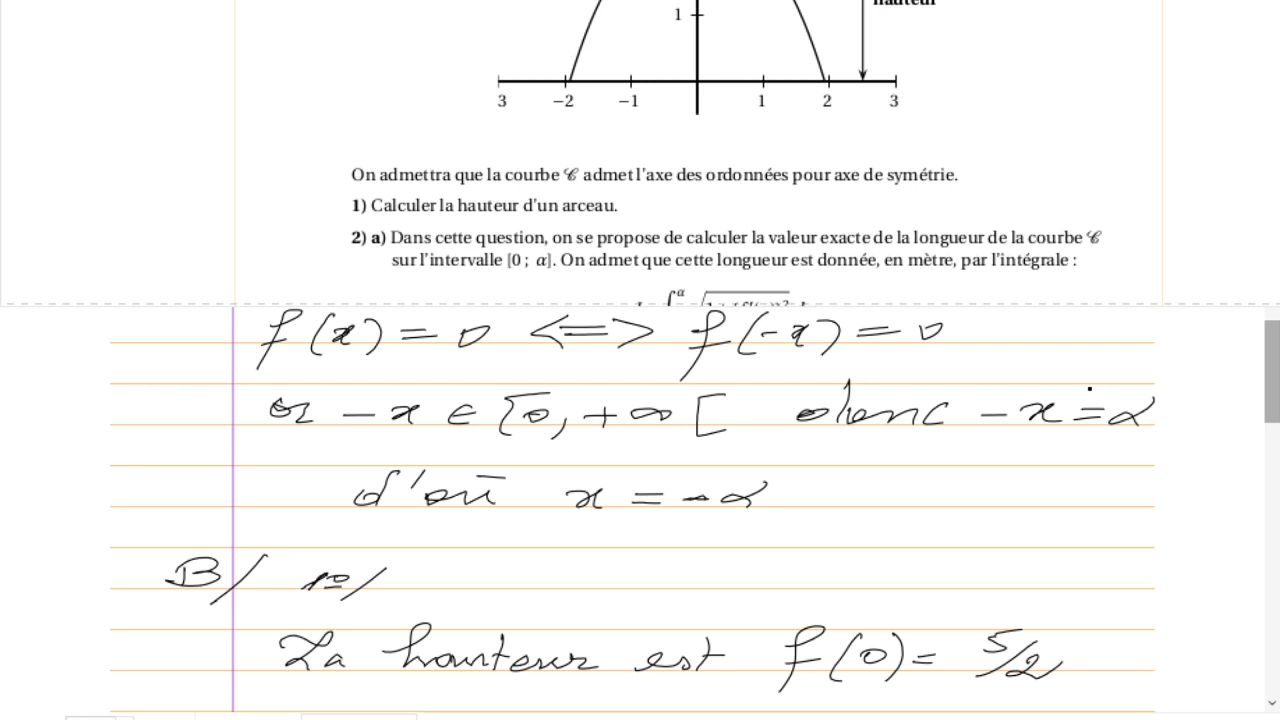 hauteur
1
3 −2 −1 1 2 3
On admettra que la courbe 𝒞 admet l'axe des ordonnées pour axe de symétrie.
1) Calculer la hauteur d'un arceau.
2) a) Dans cette question, on se propose de calculer la valeur exacte de la longueur de la courbe 𝒞
sur l'intervalle [0 ; α]. On admet que cette longueur est donnée, en mètre, par l'intégrale :
f(x) = 0 <=> f(-x) = 0
or -x ∈ [0, +∞[ donc -x = α
d'où x = -α
B/ 1°/
La hauteur est f(0) = 5/2